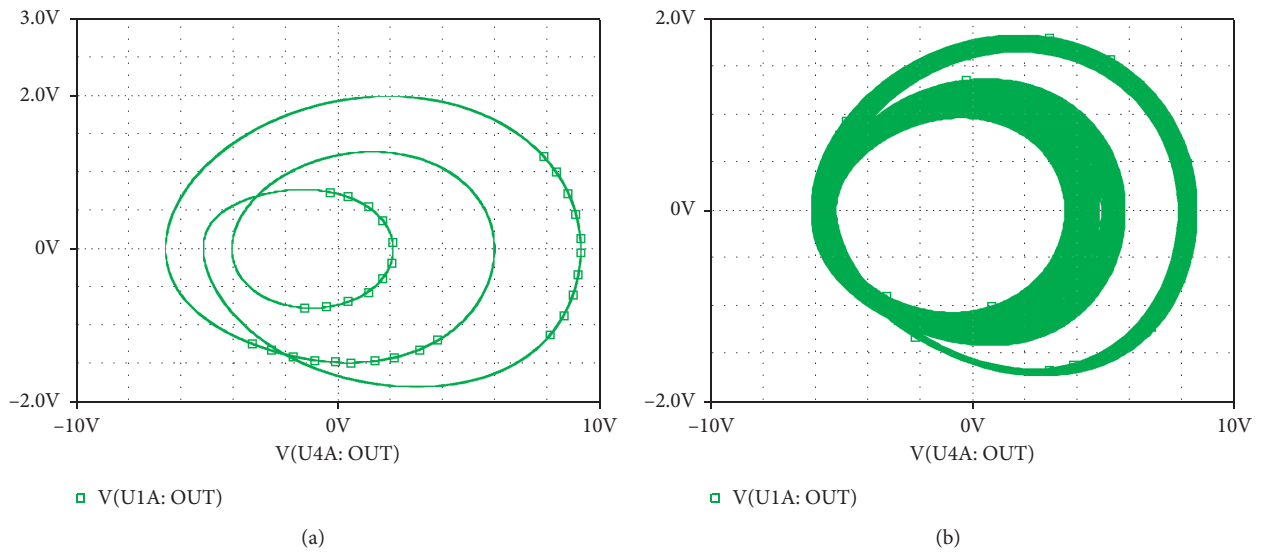 3.0V
2.0V
0V
–2.0V
–10V 0V 10V
V(U4A: OUT)
V(U1A: OUT)
(a)
2.0V
0V
–2.0V
–10V 0V 10V
V(U4A: OUT)
V(U1A: OUT)
(b)